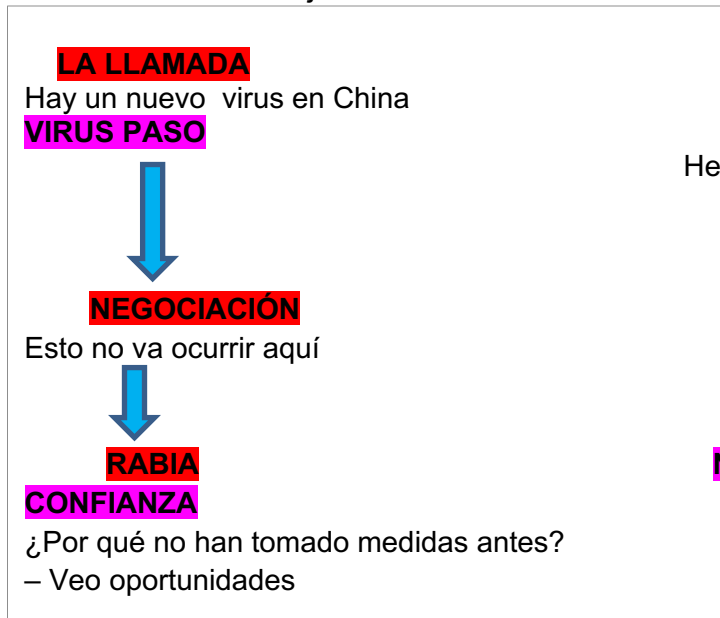 LA LLAMADA
Hay un nuevo virus en China
VIRUS PASO
He
NEGOCIACIÓN
Esto no va ocurrir aquí
RABIA
CONFIANZA
¿Por qué no han tomado medidas antes?
– Veo oportunidades